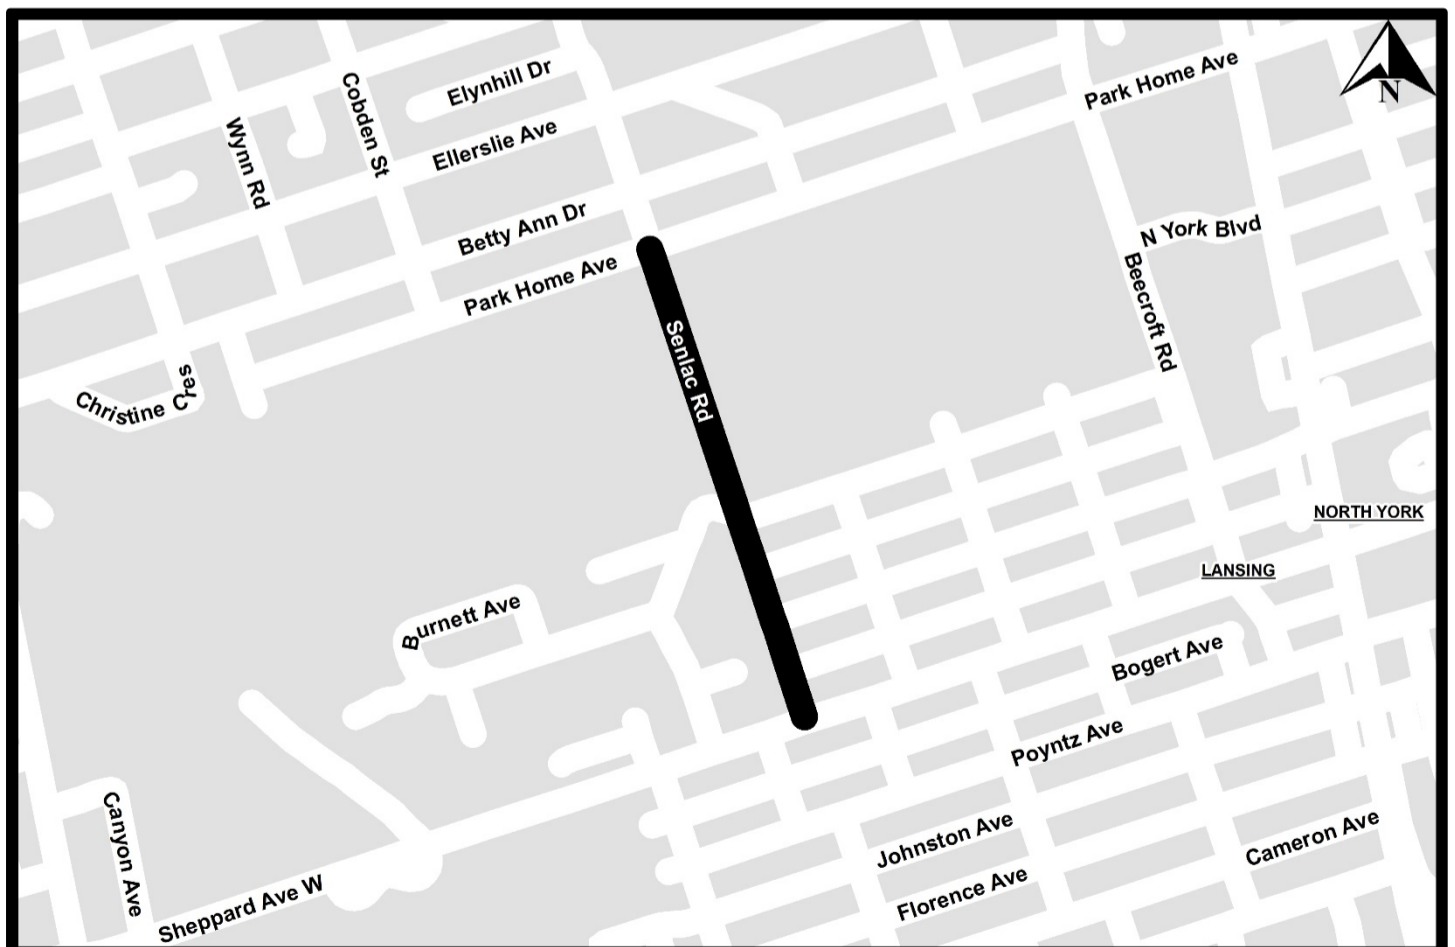 Elynhill Dr
Cobden St
Park Home Ave
N
Wynn Rd
Ellerslie Ave
Betty Ann Dr
N York Blvd
Park Home Ave
Beecroft Rd
Senlac Rd
Christine Cres
NORTH YORK
LANSING
Burnett Ave
Bogert Ave
Poyntz Ave
Canyon Ave
Johnston Ave
Cameron Ave
Florence Ave
Sheppard Ave W